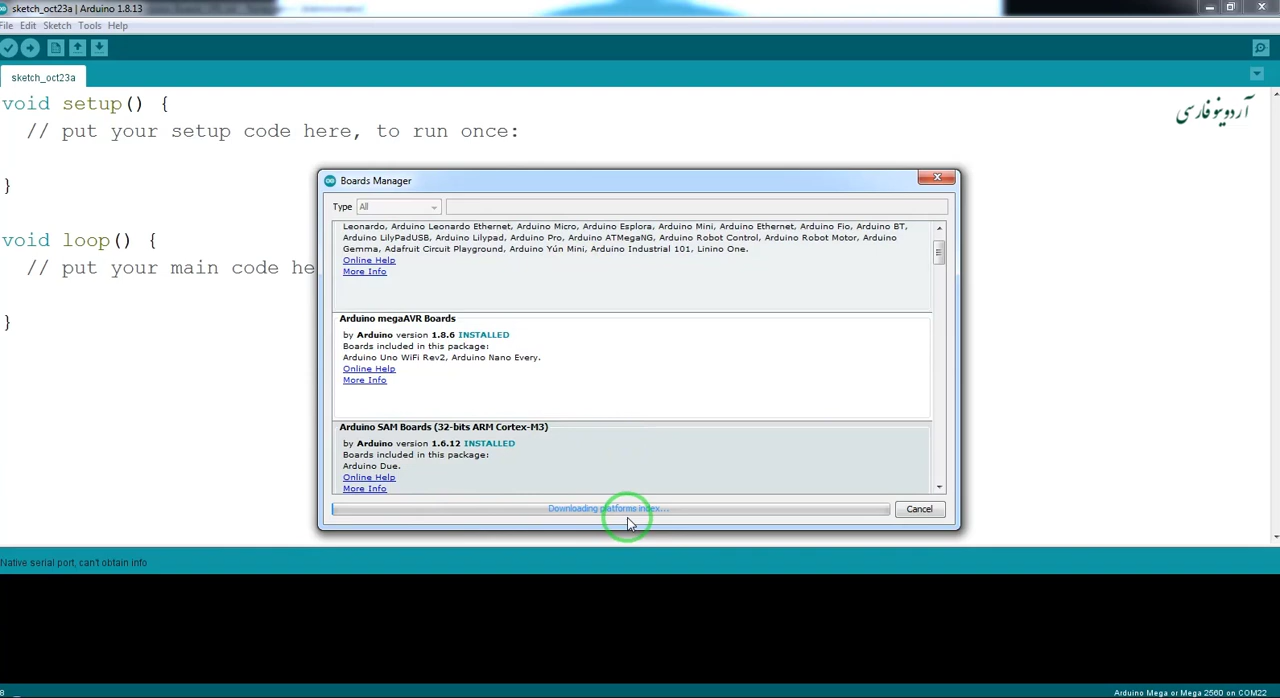 sketch_oct23a | Arduino 1.8.13
File Edit Sketch Tools Help
sketch_oct23a
void setup() {
// put your setup code here, to run once:
}
void loop() {
// put your main code he
}
آردوینو فارسی
Boards Manager
Type All
Leonardo, Arduino Leonardo Ethernet, Arduino Micro, Arduino Esplora, Arduino Mini, Arduino Ethernet, Arduino Fio, Arduino BT,
Arduino LilyPadUSB, Arduino Lilypad, Arduino Pro, Arduino ATMegaNG, Arduino Robot Control, Arduino Robot Motor, Arduino
Gemma, Adafruit Circuit Playground, Arduino Yún Mini, Arduino Industrial 101, Linino One.
Online Help
More Info
Arduino megaAVR Boards
by Arduino version 1.8.6 INSTALLED
Boards included in this package:
Arduino Uno WiFi Rev2, Arduino Nano Every.
Online Help
More Info
Arduino SAM Boards (32-bits ARM Cortex-M3)
by Arduino version 1.6.12 INSTALLED
Boards included in this package:
Arduino Due.
Online Help
More Info
Downloading platforms index...
Cancel
Native serial port, can't obtain info
8
Arduino Mega or Mega 2560 on COM22